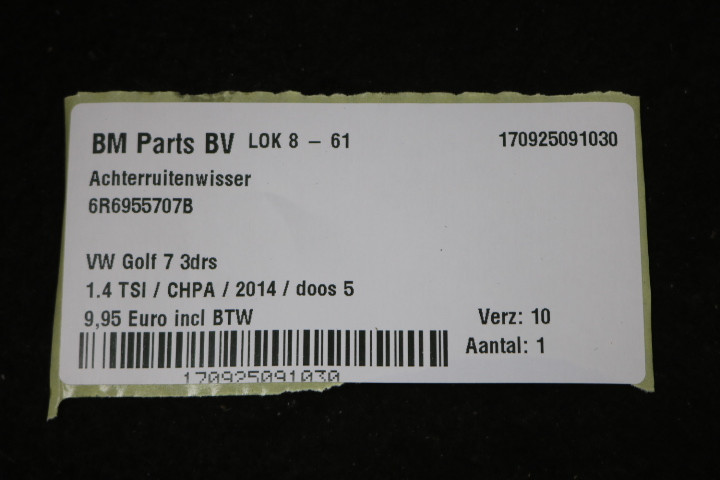 BM Parts BV LOK 8 - 61 170925091030
Achterruitenwisser
6R6955707B
VW Golf 7 3drs
1.4 TSI / CHPA / 2014 / doos 5
9,95 Euro incl BTW Verz: 10
Aantal: 1
170925091030